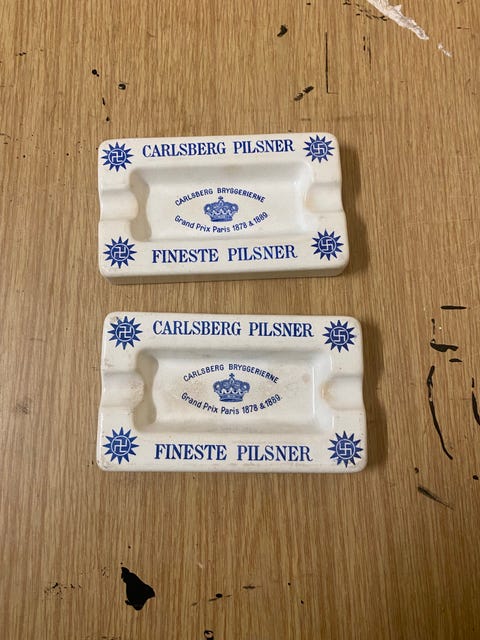 CARLSBERG PILSNER
CARLSBERG BRYGGERIERNE
Grand Prix Paris 1878 & 1889.
FINESTE PILSNER
CARLSBERG PILSNER
CARLSBERG BRYGGERIERNE
Grand Prix Paris 1878 & 1889.
FINESTE PILSNER